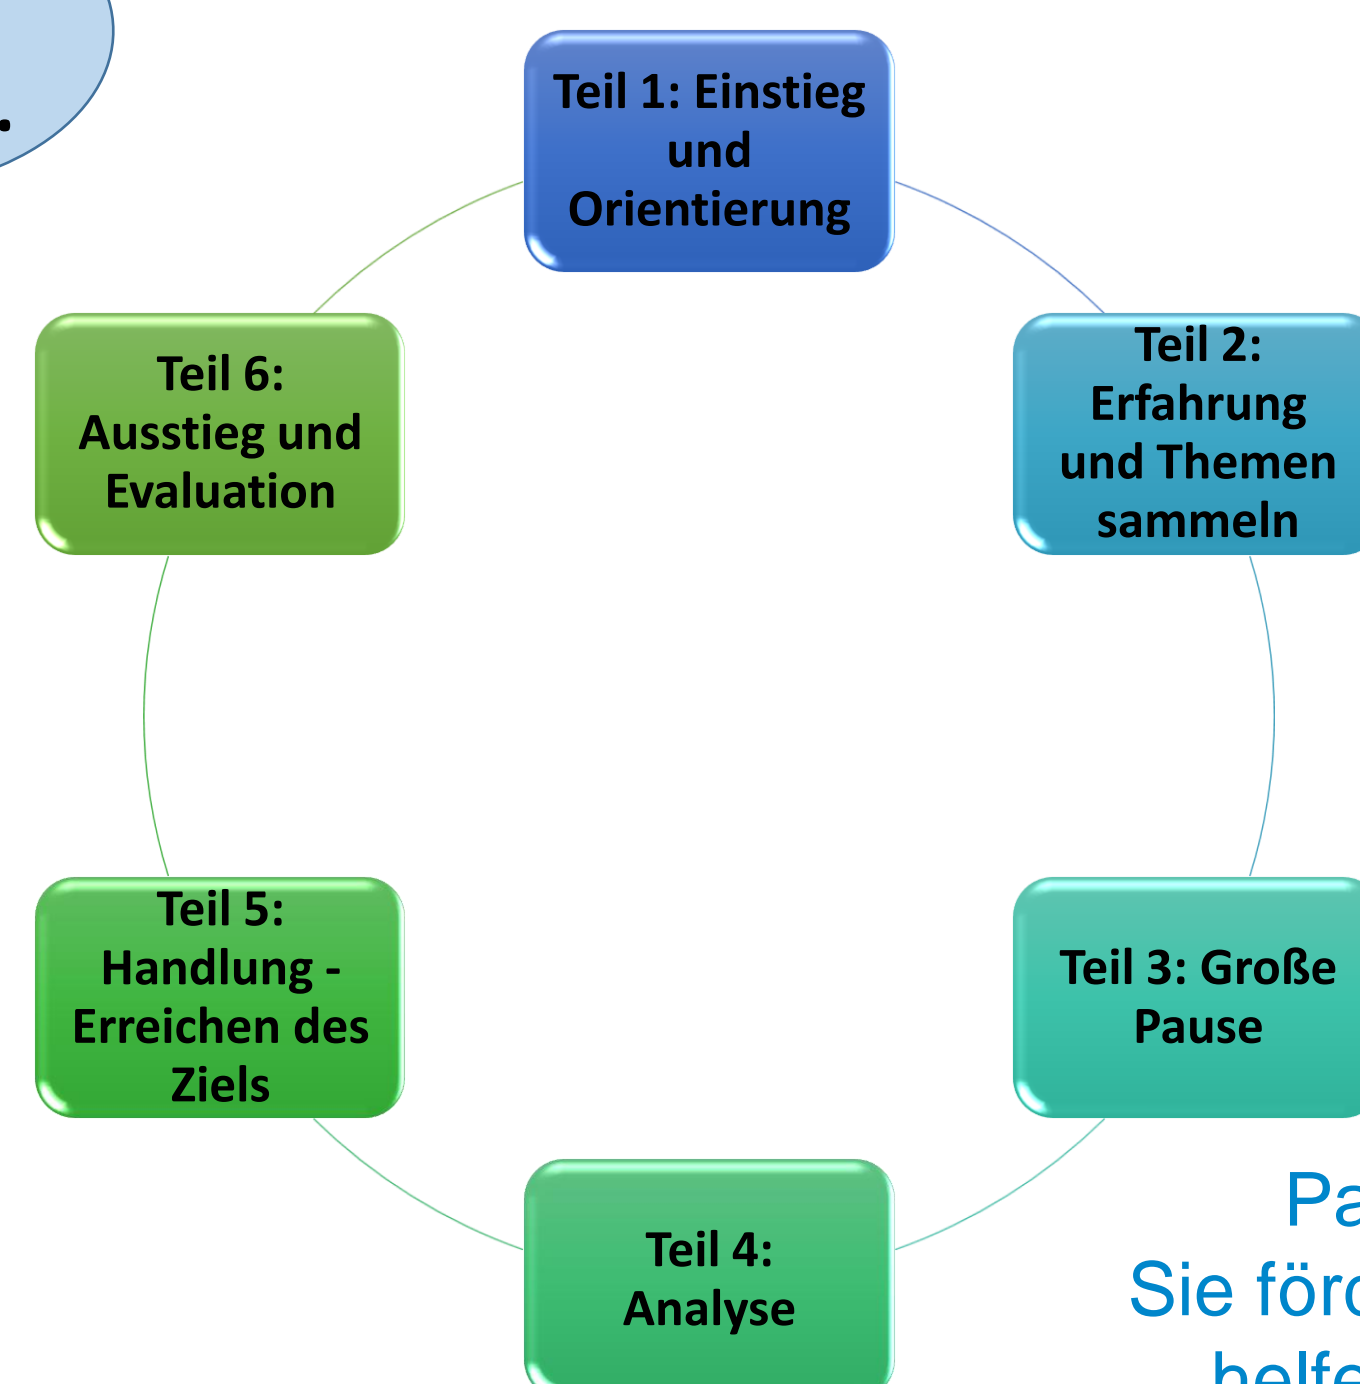 Teil 1: Einstieg
und
Orientierung
Teil 2:
Erfahrung
und Themen
sammeln
Teil 3: Große
Pause
Teil 4:
Analyse
Teil 5:
Handlung -
Erreichen des
Ziels
Teil 6:
Ausstieg und
Evaluation
Sie